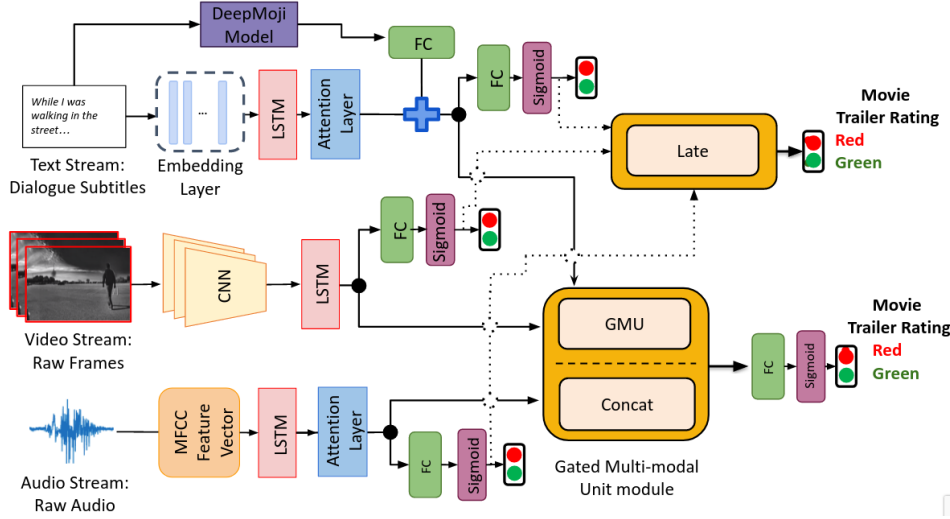 DeepMoji
Model
FC
While I was
walking in the
street...
...
LSTM
Attention
Layer
FC
Sigmoid
Text Stream:
Dialogue Subtitles
Embedding
Layer
Late
Movie
Trailer Rating
Red
Green
CNN
LSTM
FC
Sigmoid
Video Stream:
Raw Frames
GMU
Concat
Gated Multi-modal
Unit module
FC
Sigmoid
Movie
Trailer Rating
Red
Green
MFCC
Feature
Vector
LSTM
Attention
Layer
FC
Sigmoid
Audio Stream:
Raw Audio